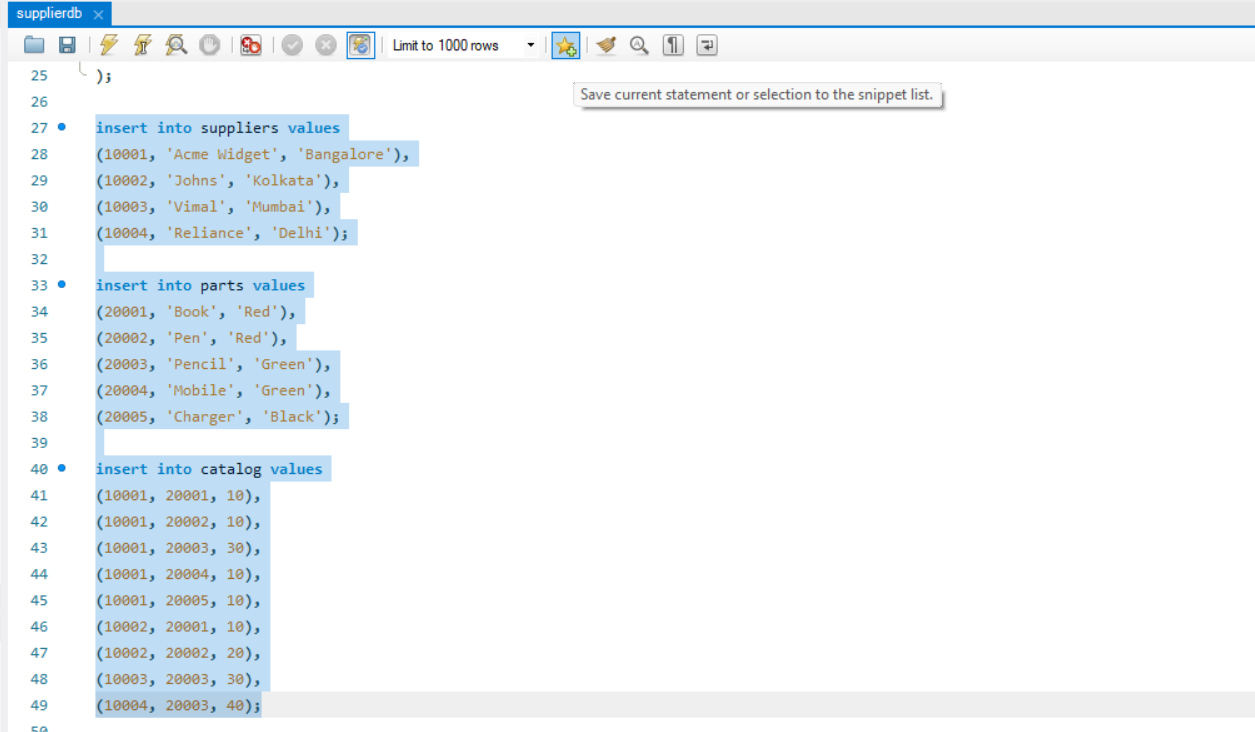 supplierdb ×
Limit to 1000 rows
25 );
Save current statement or selection to the snippet list.
26
27 insert into suppliers values
28 (10001, 'Acme Widget', 'Bangalore'),
29 (10002, 'Johns', 'Kolkata'),
30 (10003, 'Vimal', 'Mumbai'),
31 (10004, 'Reliance', 'Delhi');
32
33 insert into parts values
34 (20001, 'Book', 'Red'),
35 (20002, 'Pen', 'Red'),
36 (20003, 'Pencil', 'Green'),
37 (20004, 'Mobile', 'Green'),
38 (20005, 'Charger', 'Black');
39
40 insert into catalog values
41 (10001, 20001, 10),
42 (10001, 20002, 10),
43 (10001, 20003, 30),
44 (10001, 20004, 10),
45 (10001, 20005, 10),
46 (10002, 20001, 10),
47 (10002, 20002, 20),
48 (10003, 20003, 30),
49 (10004, 20003, 40);
50